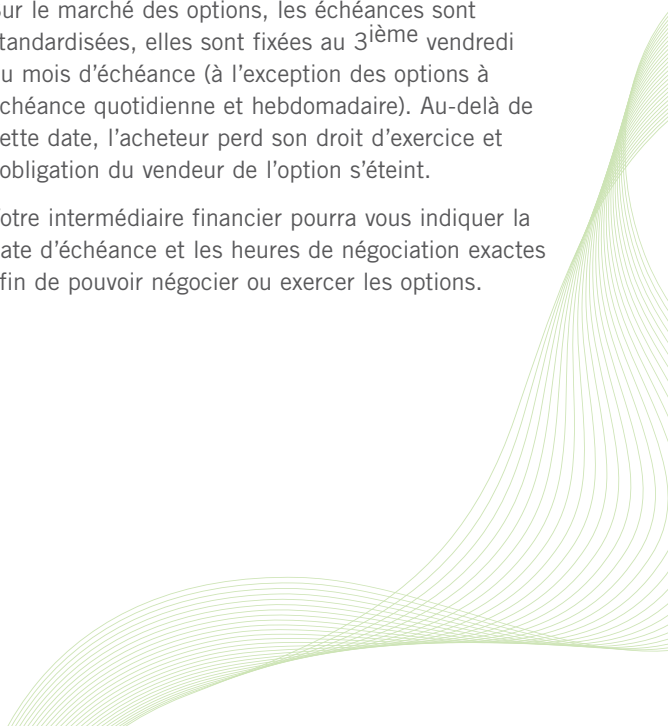 Sur le marché des options, les échéances sont
tandardisées, elles sont fixées au 3ième vendredi
u mois d'échéance (à l'exception des options à
chéance quotidienne et hebdomadaire). Au-delà de
ette date, l'acheteur perd son droit d'exercice et
'obligation du vendeur de l'option s'éteint.
otre intermédiaire financier pourra vous indiquer la
ate d'échéance et les heures de négociation exactes
fin de pouvoir négocier ou exercer les options.